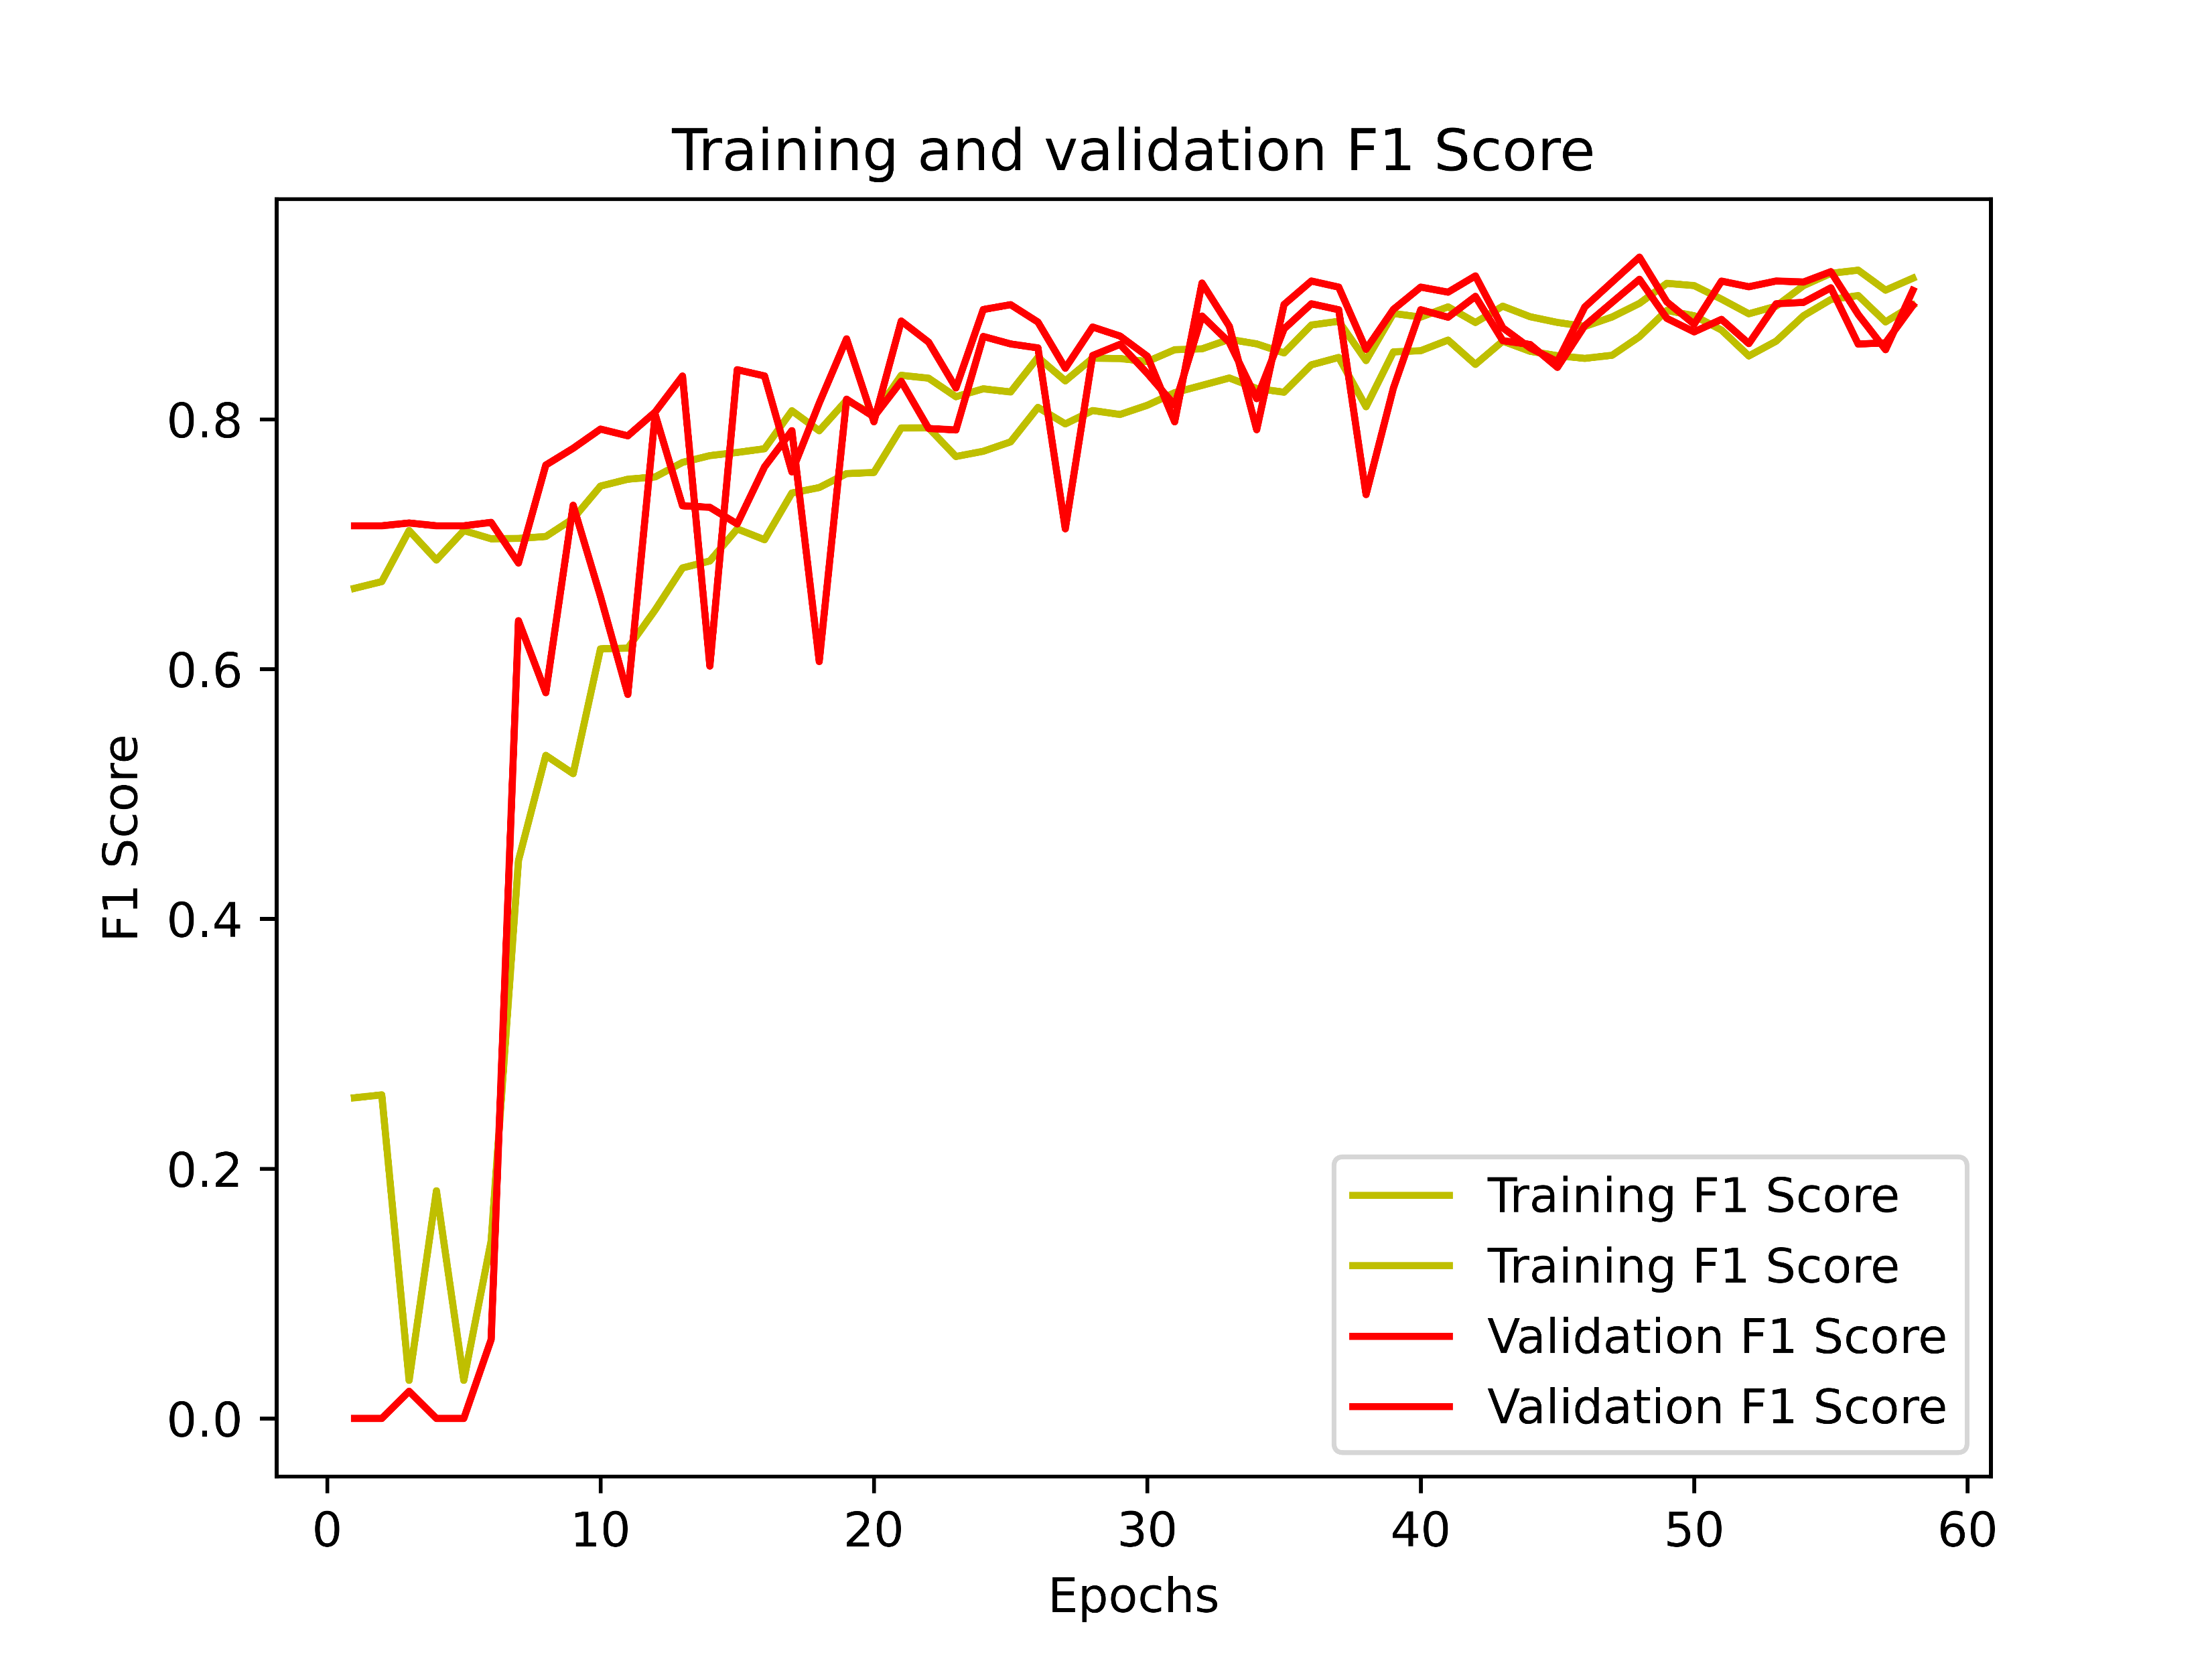 Training and validation F1 Score
F1 Score
0.8
0.6
0.4
0.2
0.0
Training F1 Score
Training F1 Score
Validation F1 Score
Validation F1 Score
0 10 20 30 40 50 60
Epochs